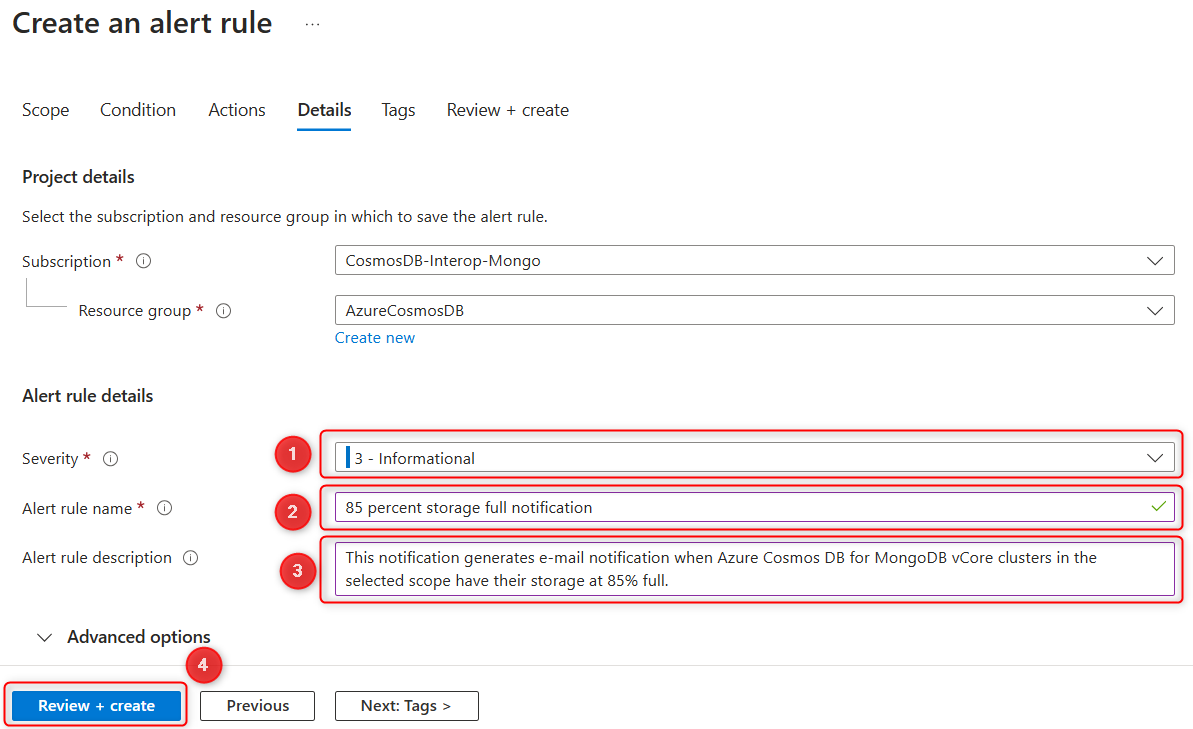 Create an alert rule ...
Scope Condition Actions Details Tags Review + create
Project details
Select the subscription and resource group in which to save the alert rule.
Subscription * CosmosDB-Interop-Mongo
Resource group * AzureCosmosDB
Create new
Alert rule details
Severity * 1 3 - Informational
Alert rule name * 2 85 percent storage full notification
Alert rule description 3 This notification generates e-mail notification when Azure Cosmos DB for MongoDB vCore clusters in the
selected scope have their storage at 85% full.
Advanced options
4
Review + create Previous Next: Tags >